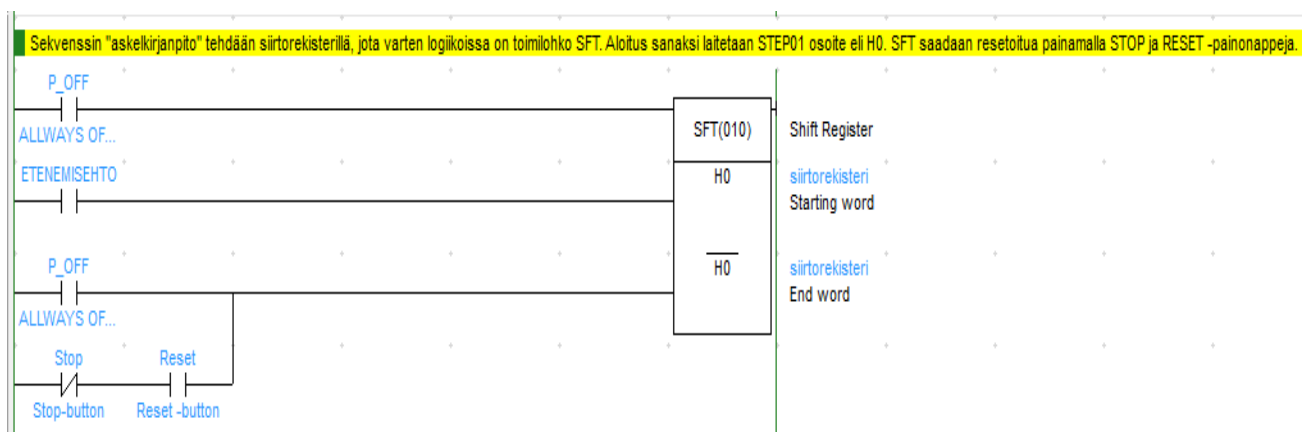 Sekvenssin "askelkirjanpito" tehdään siirtorekisterillä, jota varten logiikoissa on toimilohko SFT. Aloitus sanaksi laitetaan STEP01 osoite eli H0. SFT saadaan resetoitua painamalla STOP ja RESET -painonappeja.
P_OFF
ALLWAYS OF...
SFT(010)
Shift Register
ETENEMISEHTO
H0
siirtorekisteri
Starting word
P_OFF
ALLWAYS OF...
H0
siirtorekisteri
End word
Stop
Reset
Stop-button
Reset -button